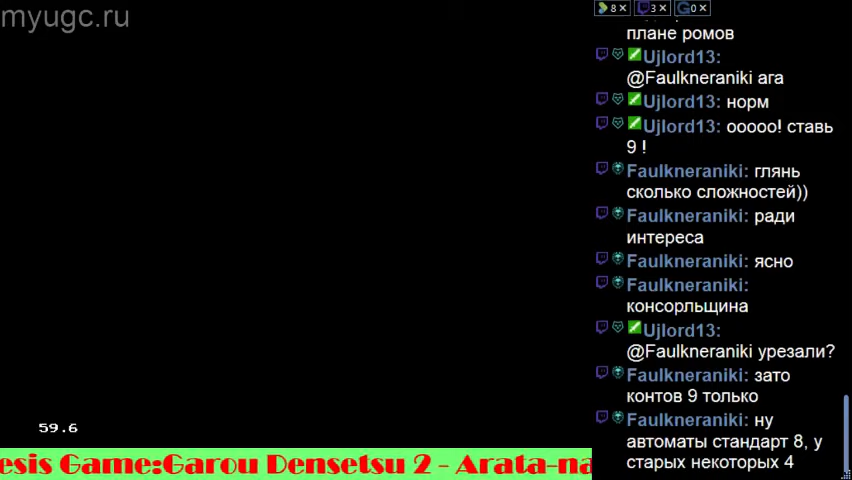 myugc.ru
8 × 3 × 0 ×
плане ромов
Ujlord13:
@Faulkneraniki ага
Ujlord13: норм
Ujlord13: ооооо! ставь
9 !
Faulkneraniki: глянь
сколько сложностей))
Faulkneraniki: ради
интереса
Faulkneraniki: ясно
Faulkneraniki:
консорльщина
Ujlord13:
@Faulkneraniki урезали?
Faulkneraniki: зато
контов 9 только
Faulkneraniki: ну
автоматы стандарт 8, у
старых некоторых 4
59.6
esis Game:Garou Densetsu 2 - Arata-na